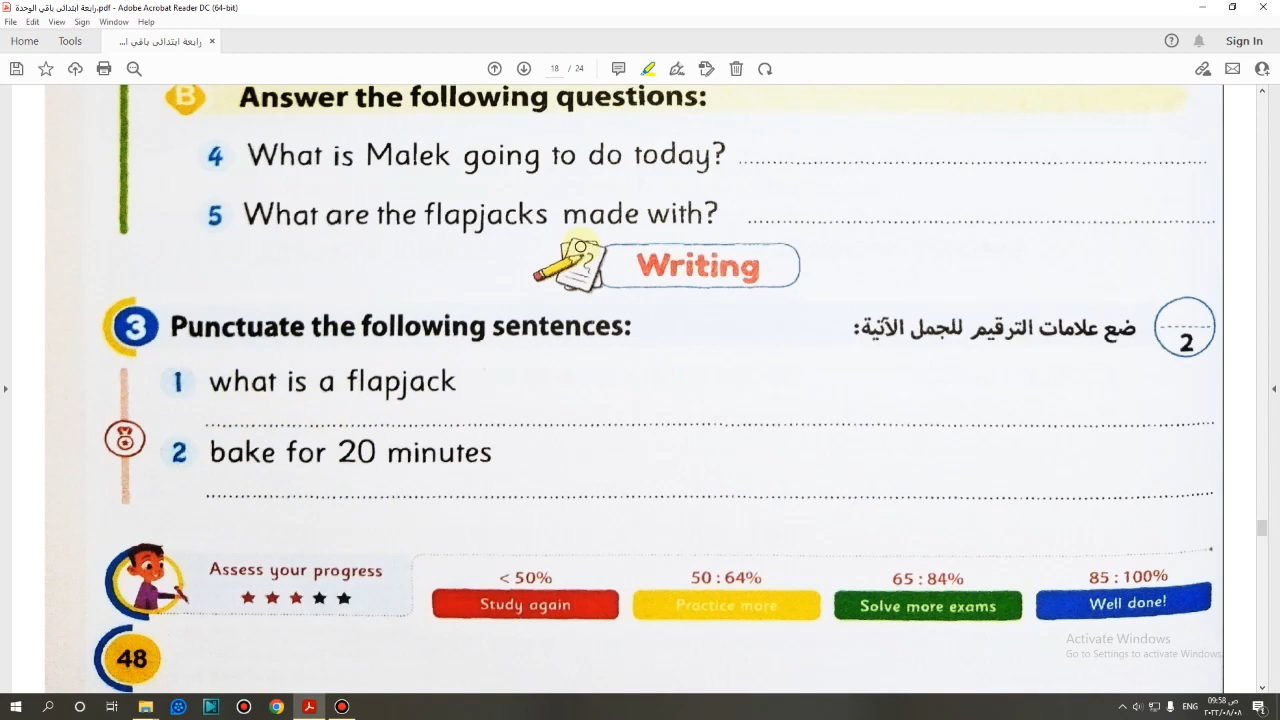 رابعة ابتدائى باقي الوحدة.pdf - Adobe Acrobat Reader DC (64-bit)
File Edit View Sign Window Help
Home Tools رابعة ابتدائى باقي ا... × Sign In
18 / 24
B Answer the following questions:
4 What is Malek going to do today?
5 What are the flapjacks made with?
Writing
3 Punctuate the following sentences: ضع علامات الترقيم للجمل الآتية: 2
1 what is a flapjack
2 bake for 20 minutes
Assess your progress
< 50% 50 : 64% 65 : 84% 85 : 100%
Study again Practice more Solve more exams Well done!
48
Activate Windows
Go to Settings to activate Windows.
ENG 09:58 ص
٢٠٢٢/٠٨/٠٨